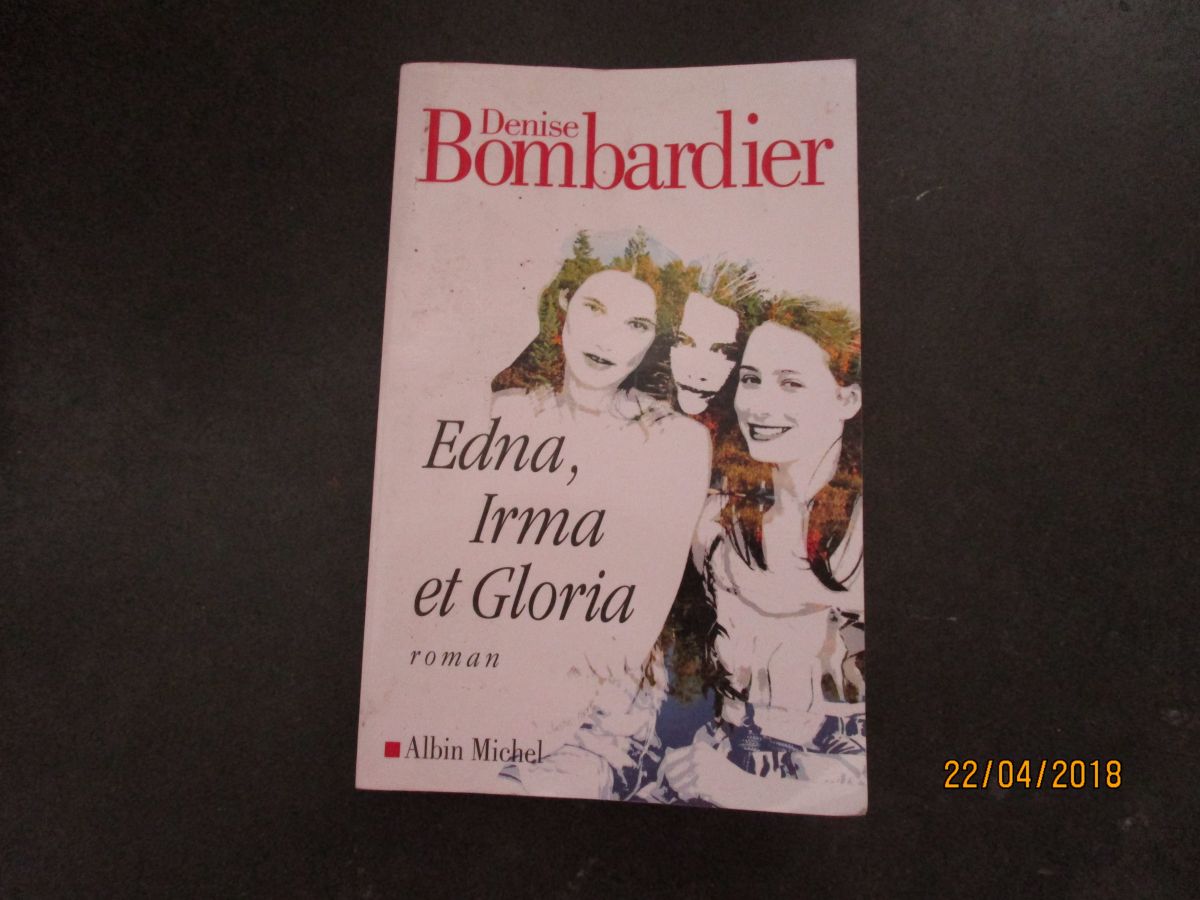 Denise
Bombardier
Edna,
Irma
et Gloria
roman
Albin Michel
22/04/2018